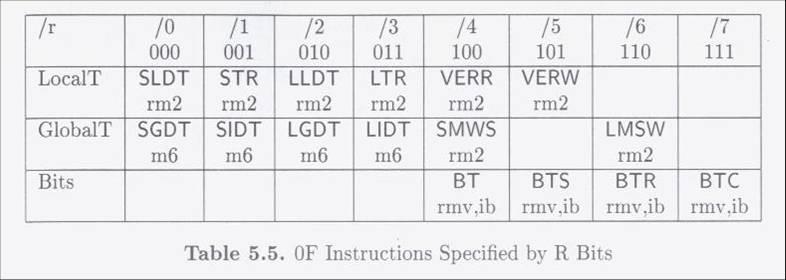 /r /0 /1 /2 /3 /4 /5 /6 /7
000 001 010 011 100 101 110 111
LocalT SLDT STR LLDT LTR VERR VERW
rm2 rm2 rm2 rm2 rm2 rm2
GlobalT SGDT SIDT LGDT LIDT SMWS LMSW
m6 m6 m6 m6 rm2 rm2
Bits BT BTS BTR BTC
rmv,ib rmv,ib rmv,ib rmv,ib
Table 5.5. 0F Instructions Specified by R Bits